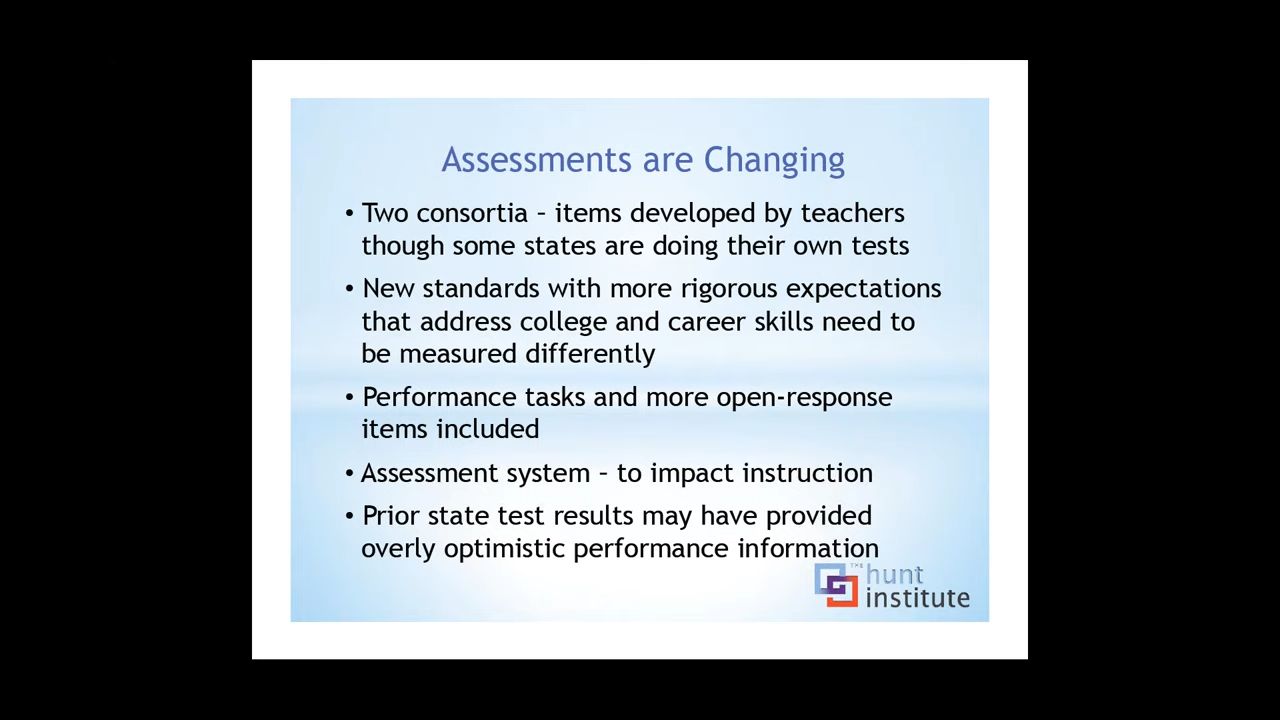 Assessments are Changing
• Two consortia – items developed by teachers
though some states are doing their own tests
• New standards with more rigorous expectations
that address college and career skills need to
be measured differently
• Performance tasks and more open-response
items included
• Assessment system – to impact instruction
• Prior state test results may have provided
overly optimistic performance information
THE hunt
institute